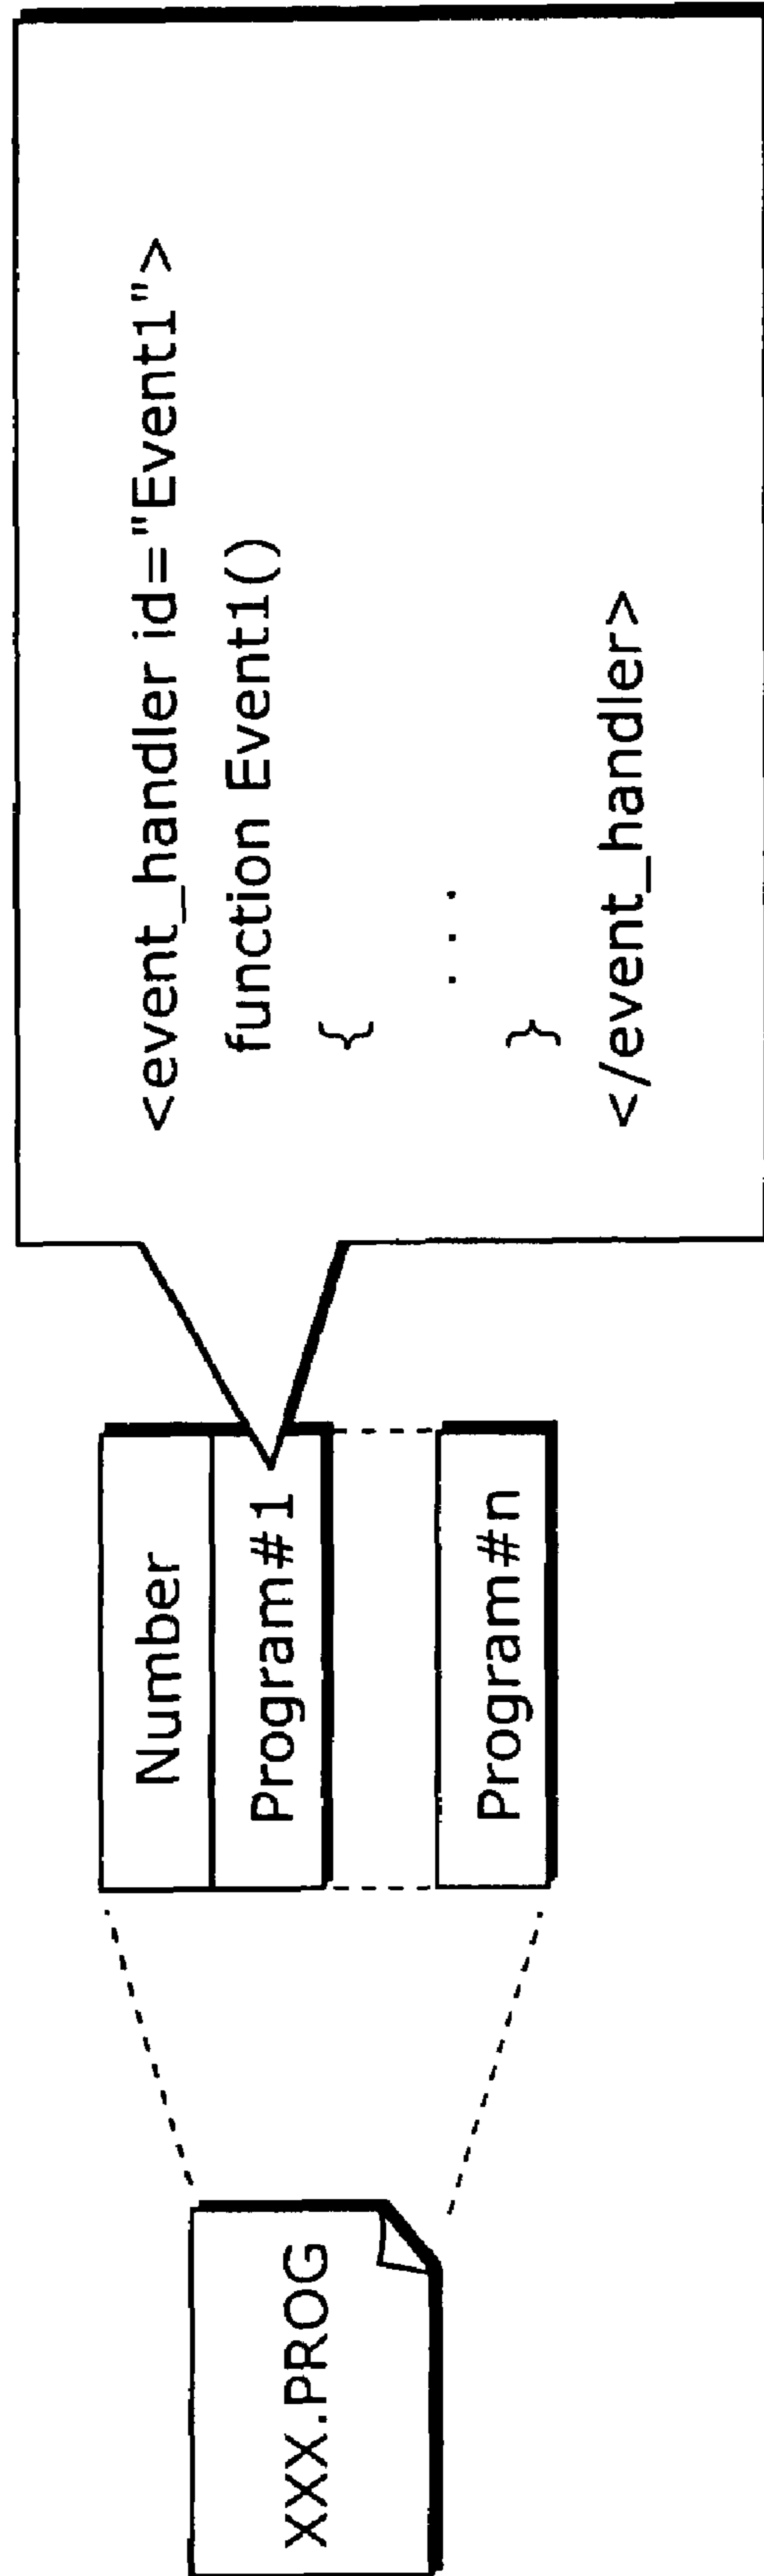 XXX.PROG
Number
Program#1
Program#n
<event_handler id="Event1">
function Event1()
{
. . .
}
</event_handler>